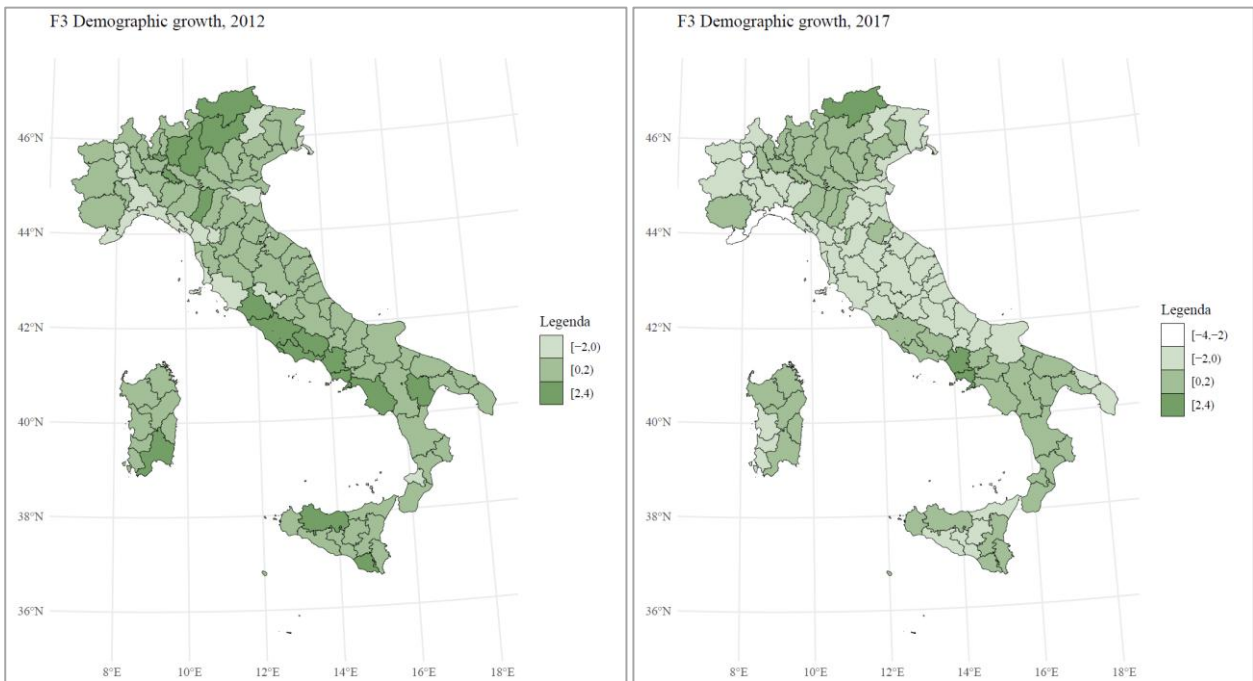 F3 Demographic growth, 2012
46°N
44°N
42°N
40°N
38°N
36°N
8°E
10°E
12°E
14°E
16°E
18°E
Legenda
[−2,0)
[0,2)
[2,4)
F3 Demographic growth, 2017
46°N
44°N
42°N
40°N
38°N
36°N
8°E
10°E
12°E
14°E
16°E
18°E
Legenda
[−4,−2)
[−2,0)
[0,2)
[2,4)